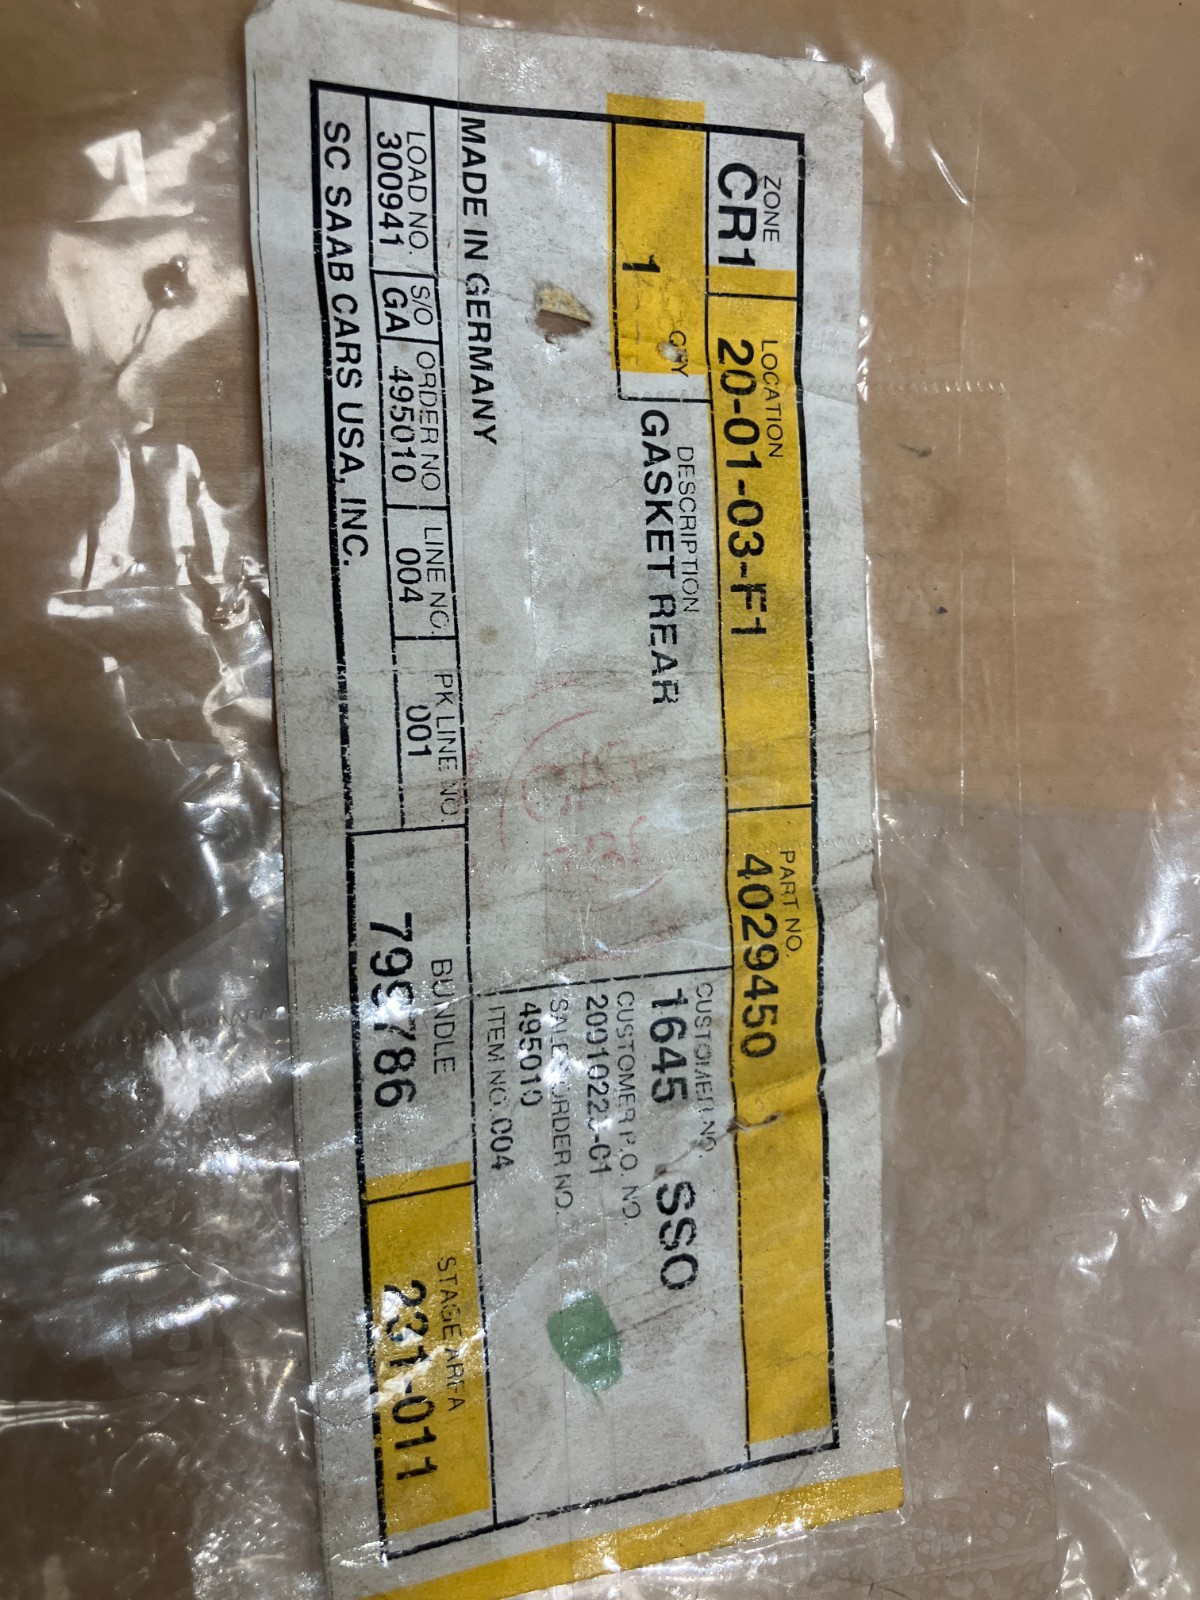 ZONE
CR1
LOCATION
20-01-03-F1
PART NO.
4029450
QTY
1
DESCRIPTION
GASKET REAR
CUSTOMER NO.
1645 SSO
CUSTOMER P.O. NO.
SALES ORDER NO.
495010
ITEM NO. 004
MADE IN GERMANY
LOAD NO.
300941
S/O
GA
ORDER NO
495010
LINE NO.
004
PK LINE NO.
001
BUNDLE
799786
STAGE AREA
231-011
SC SAAB CARS USA, INC.